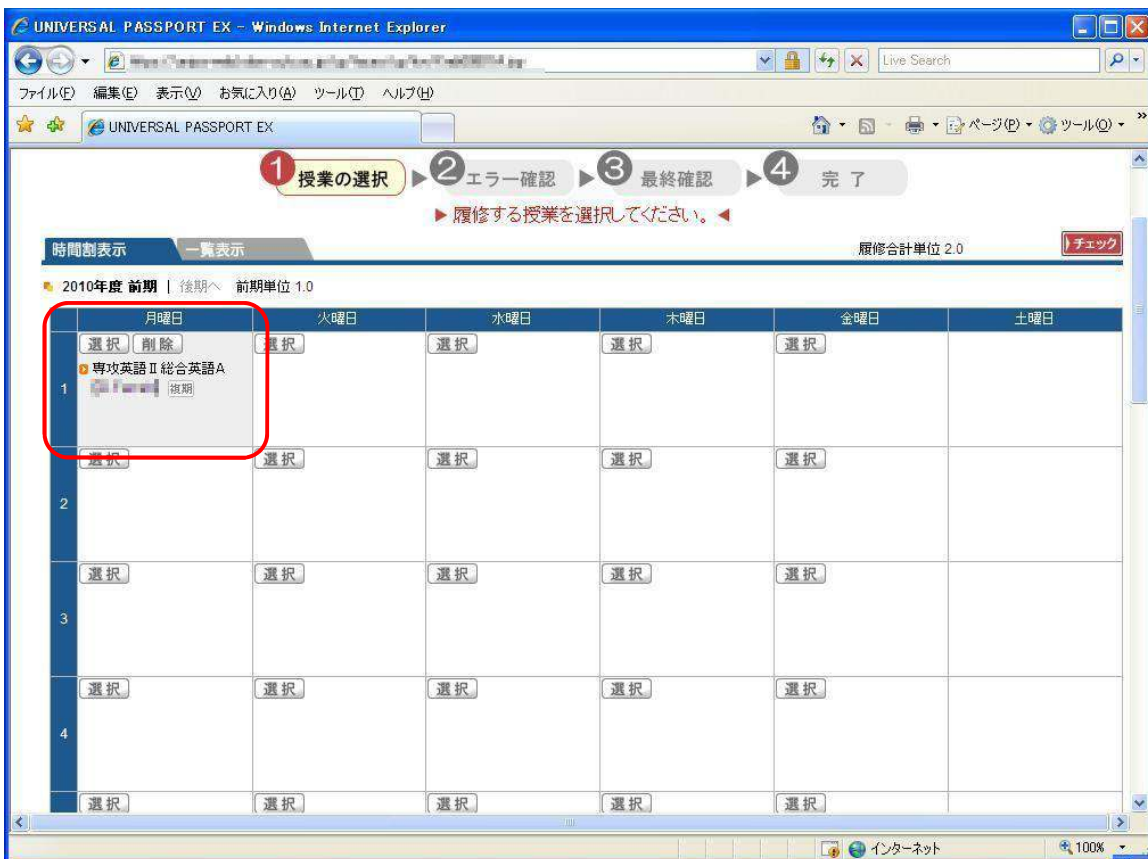 UNIVERSAL PASSPORT EX - Windows Internet Explorer
Live Search
ファイル(F) 編集(E) 表示(V) お気に入り(A) ツール(T) ヘルプ(H)
UNIVERSAL PASSPORT EX ページ(P) ツール(O) »
1 授業の選択 ▶ 2 エラー確認 ▶ 3 最終確認 ▶ 4 完了
▶ 履修する授業を選択してください。 ◀
時間割表示 一覧表示 履修合計単位 2.0 チェック
2010年度 前期 | 後期へ 前期単位 1.0
月曜日 火曜日 水曜日 木曜日 金曜日 土曜日
選択 削除 選択 選択 選択 選択
専攻英語Ⅱ総合英語A
1 複期
選択 選択 選択 選択 選択
2
選択 選択 選択 選択 選択
3
選択 選択 選択 選択 選択
4
選択 選択 選択 選択 選択
インターネット 100%